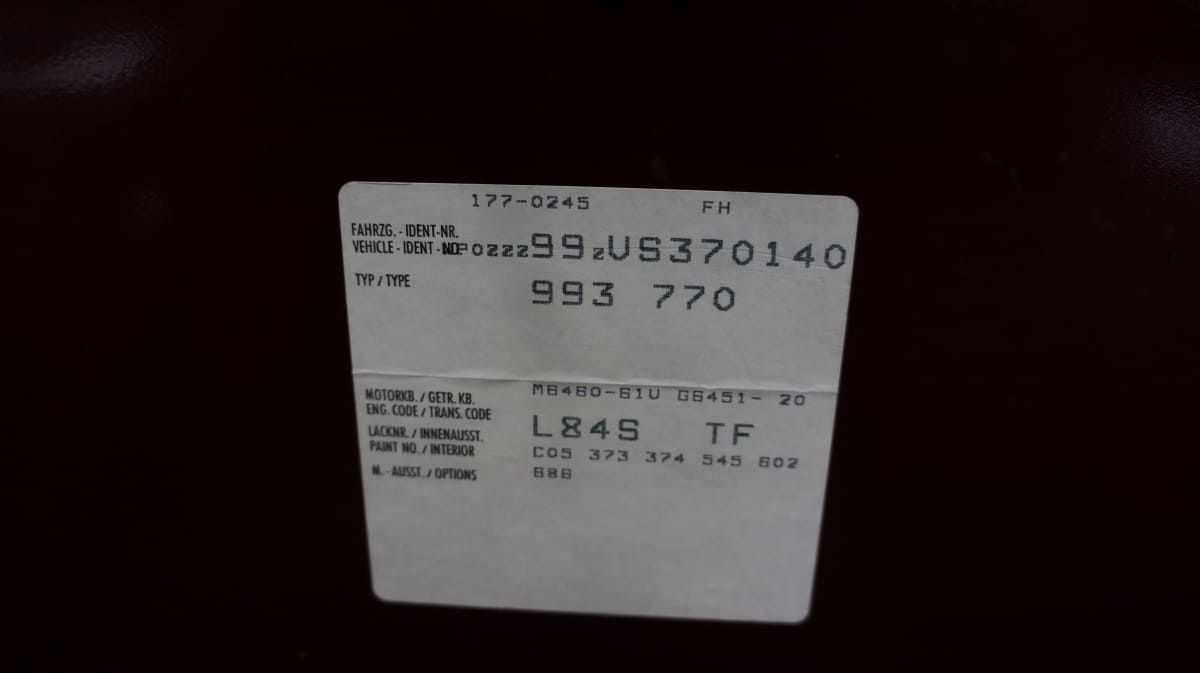 177-0245 FH
FAHRZG. - IDENT-NR.
VEHICLE - IDENT - NO. WP0ZZZ99ZVS370140
TYP / TYPE 993 770
MOTORKB. / GETR. KB. M6460-61U G6451- 20
ENG. CODE / TRANS. CODE
LACKNR. / INNENAUSST. L84S TF
PAINT NO. / INTERIOR C05 373 374 545 602
M. - AUSST. / OPTIONS 686